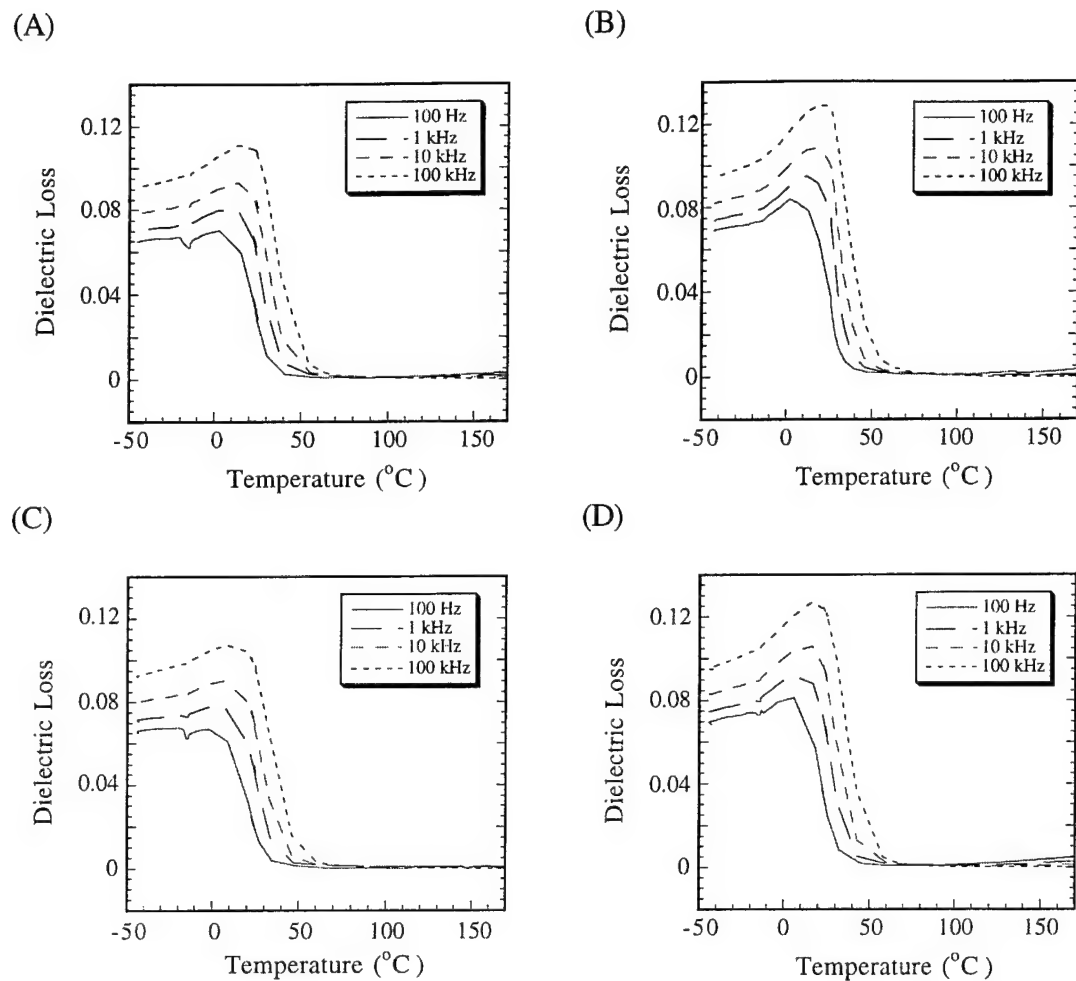 (A)
Dielectric Loss
0.12
0.08
0.04
0
100 Hz
1 kHz
10 kHz
100 kHz
-50
0
50
100
150
Temperature (°C)
(B)
Dielectric Loss
0.12
0.08
0.04
0
100 Hz
1 kHz
10 kHz
100 kHz
-50
0
50
100
150
Temperature (°C)
(C)
Dielectric Loss
0.12
0.08
0.04
0
100 Hz
1 kHz
10 kHz
100 kHz
-50
0
50
100
150
Temperature (°C)
(D)
Dielectric Loss
0.12
0.08
0.04
0
100 Hz
1 kHz
10 kHz
100 kHz
-50
0
50
100
150
Temperature (°C)